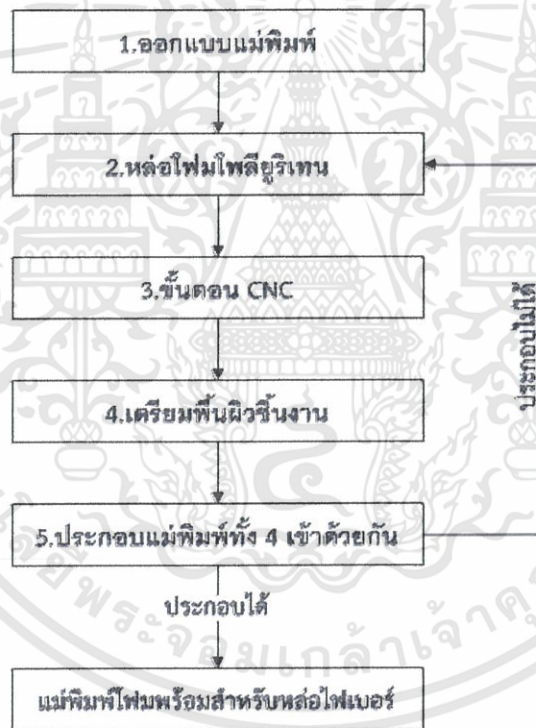 1.ออกแบบแม่พิมพ์
2.หล่อโฟมโพลียูริเทน
3.ขั้นตอน CNC
4.เตรียมพื้นผิวชิ้นงาน
5.ประกอบแม่พิมพ์ทั้ง 4 เข้าด้วยกัน
ประกอบไม่ได้
ประกอบได้
แม่พิมพ์โฟมพร้อมสำหรับหล่อไฟเบอร์